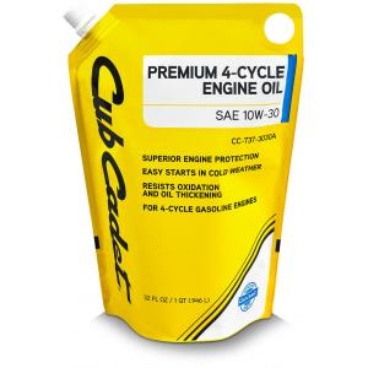 Cub Cadet
PREMIUM 4-CYCLE
ENGINE OIL
SAE 10W-30
CC-737-3030A
SUPERIOR ENGINE PROTECTION
EASY STARTS IN COLD WEATHER
RESISTS OXIDATION
AND OIL THICKENING
FOR 4-CYCLE GASOLINE ENGINES
32 FL OZ / 1 QT (.946 L)